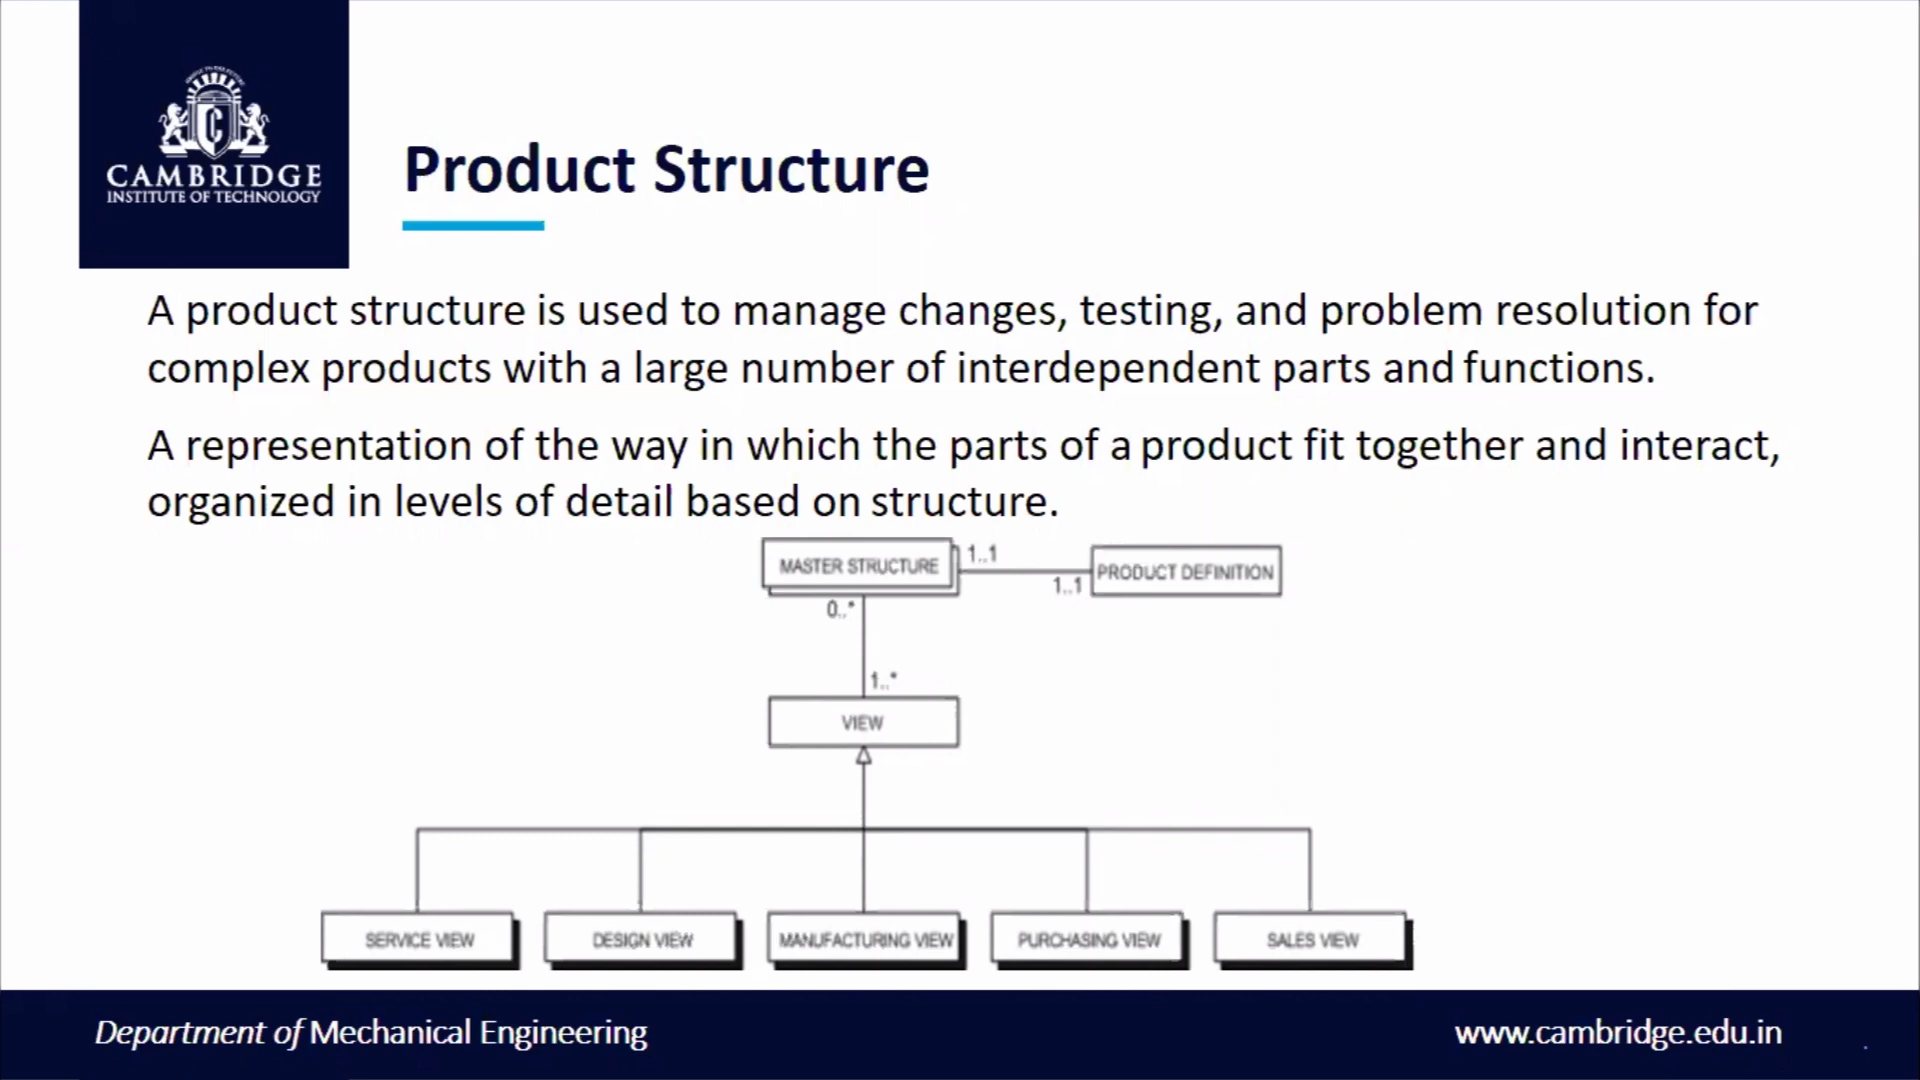 CAMBRIDGE
INSTITUTE OF TECHNOLOGY
Product Structure
A product structure is used to manage changes, testing, and problem resolution for
complex products with a large number of interdependent parts and functions.
A representation of the way in which the parts of a product fit together and interact,
organized in levels of detail based on structure.
MASTER STRUCTURE
1..1
1..1
PRODUCT DEFINITION
0..*
1..*
VIEW
SERVICE VIEW
DESIGN VIEW
MANUFACTURING VIEW
PURCHASING VIEW
SALES VIEW
Department of Mechanical Engineering
www.cambridge.edu.in